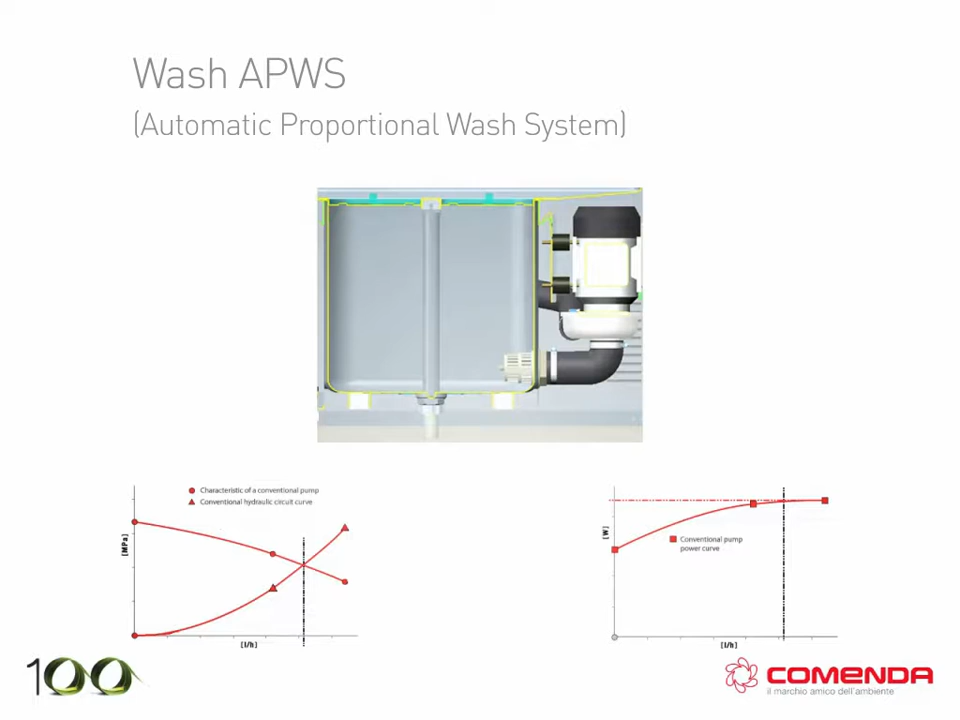 Wash APWS
(Automatic Proportional Wash System)
Characteristic of a conventional pump
Conventional hydraulic circuit curve
[MPa]
[l/h]
[W]
Conventional pump
power curve
[l/h]
100
COMENDA
il marchio amico dell'ambiente